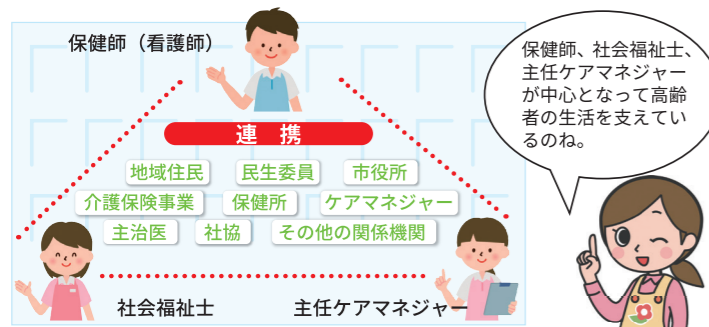 保健師（看護師）
連 携
地域住民 民生委員 市役所
介護保険事業 保健所 ケアマネジャー
主治医 社協 その他の関係機関
社会福祉士 主任ケアマネジャー
保健師、社会福祉士、
主任ケアマネジャー
が中心となって高齢
者の生活を支えてい
るのね。